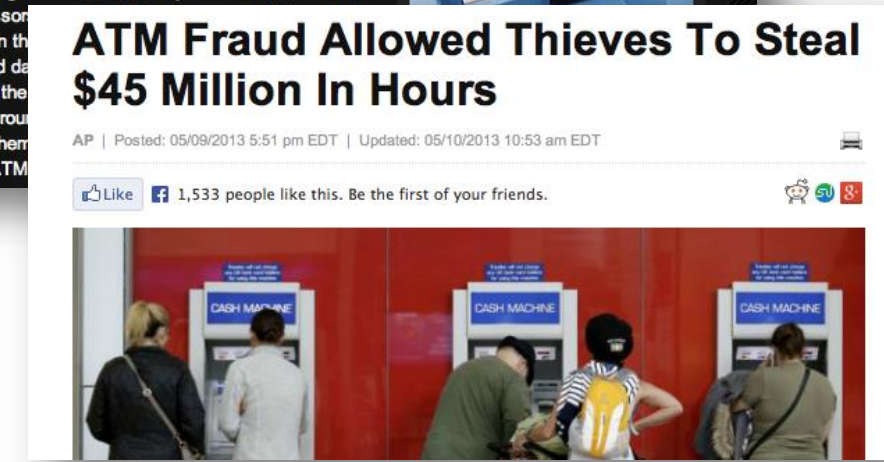 ATM Fraud Allowed Thieves To Steal
$45 Million In Hours
AP | Posted: 05/09/2013 5:51 pm EDT | Updated: 05/10/2013 10:53 am EDT
Like 1,533 people like this. Be the first of your friends.
CASH MACHINE
CASH MACHINE
CASH MACHINE